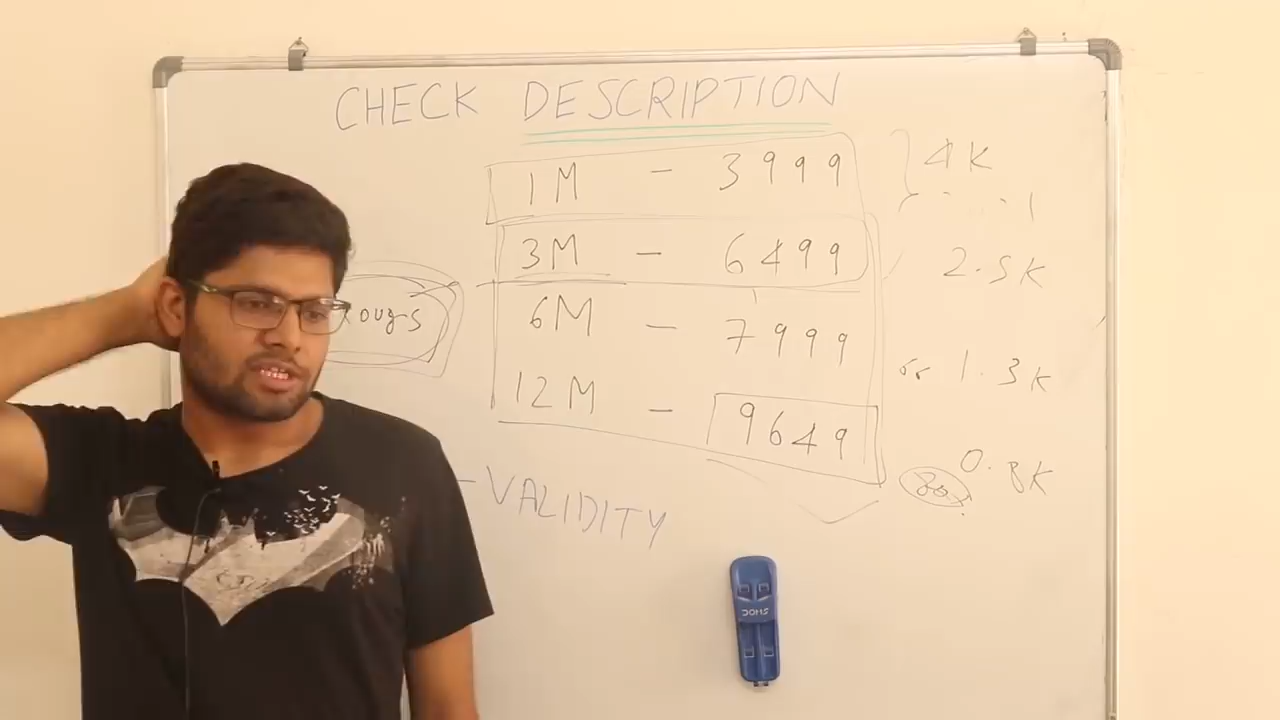 CHECK DESCRIPTION
1M - 3999 4K
3M - 6499 2.5K
6M - 7999 or 1.3K
12M - 9649 0.8K
- VALIDITY
DOMS